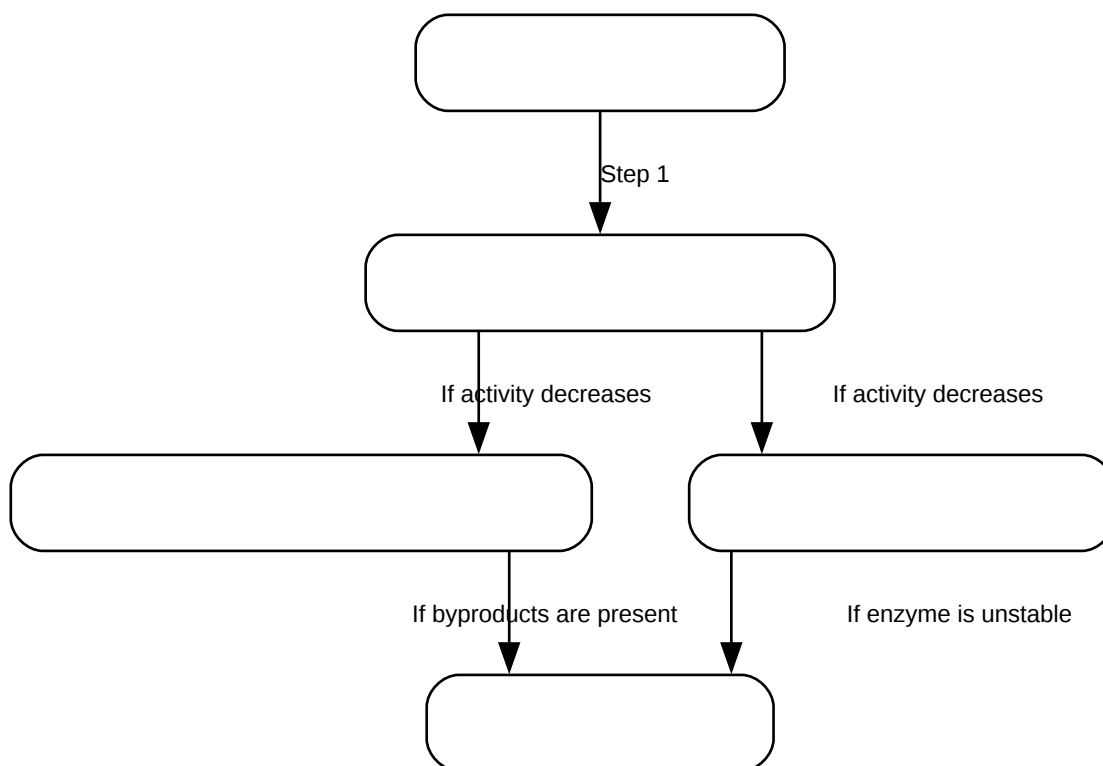 Step 1
If activity decreases
If activity decreases
If byproducts are present
If enzyme is unstable